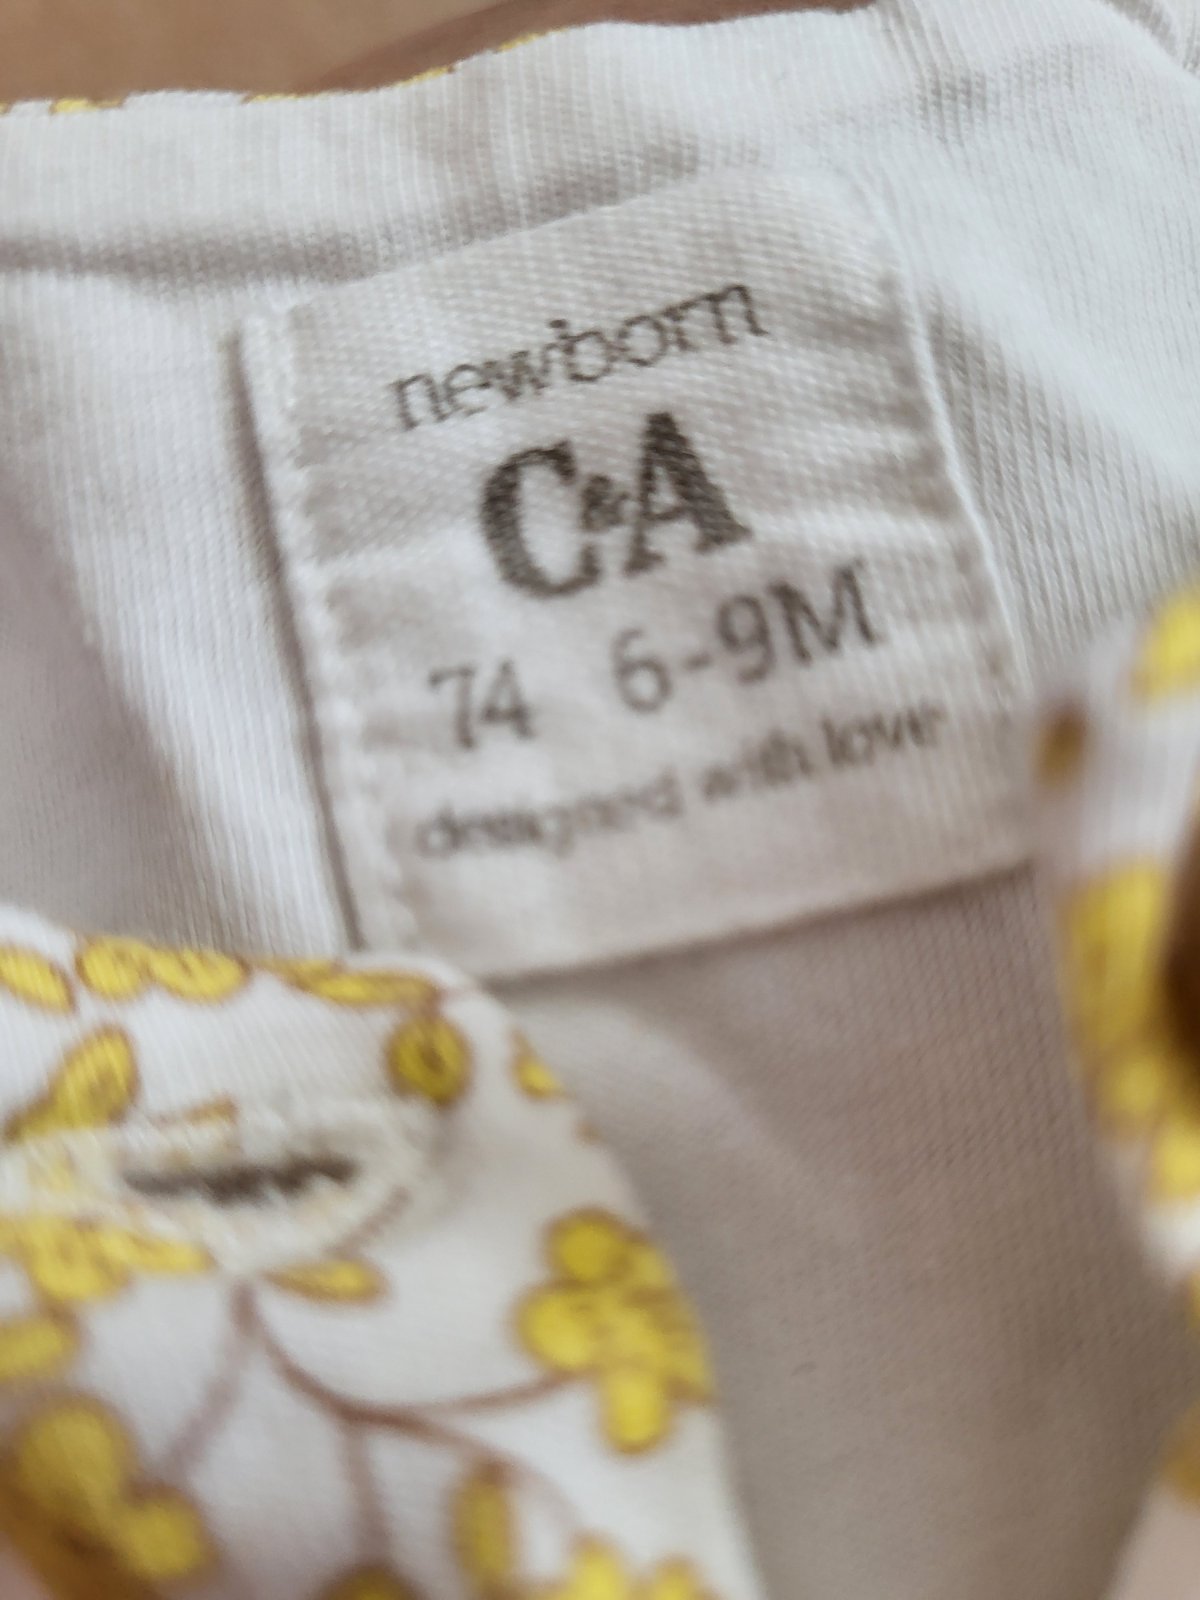 newborn
C&A
74 6-9M
designed with love